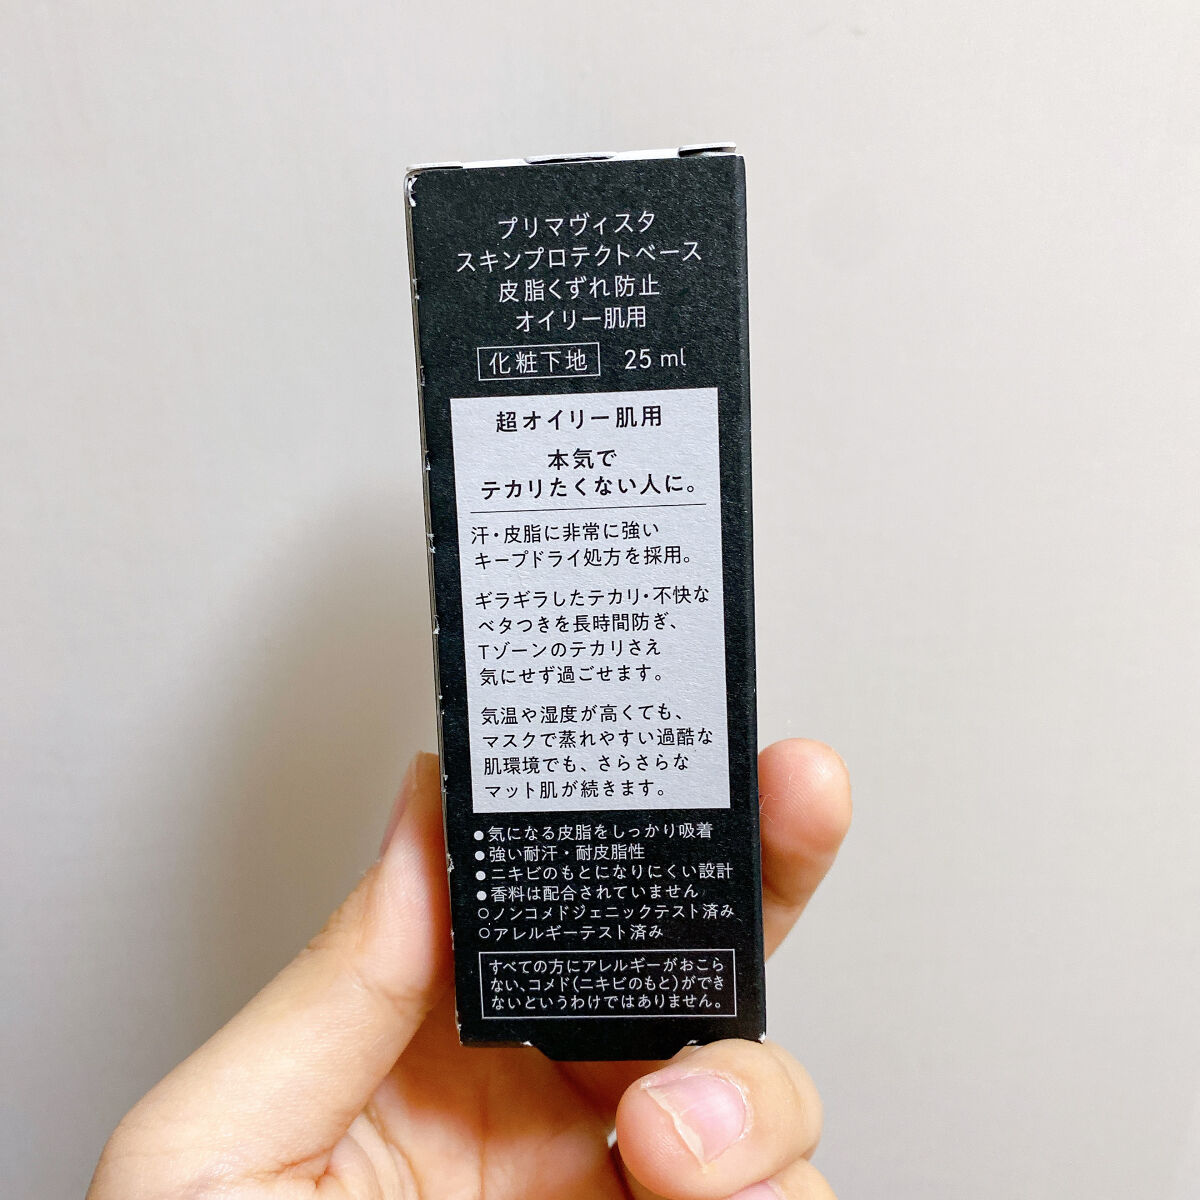 プリマヴィスタ
スキンプロテクトベース
皮脂くずれ防止
オイリー肌用
化粧下地 25 ml
超オイリー肌用
本気で
テカリたくない人に。
汗・皮脂に非常に強い
キープドライ処方を採用。
ギラギラしたテカリ・不快な
ベタつきを長時間防ぎ、
Tゾーンのテカリさえ
気にせず過ごせます。
気温や湿度が高くても、
マスクで蒸れやすい過酷な
肌環境でも、さらさらな
マット肌が続きます。
●気になる皮脂をしっかり吸着
●強い耐汗・耐皮脂性
●ニキビのもとになりにくい設計
●香料は配合されていません
○ノンコメドジェニックテスト済み
○アレルギーテスト済み
すべての方にアレルギーがおこら
ない、コメド(ニキビのもと)ができ
ないというわけではありません。